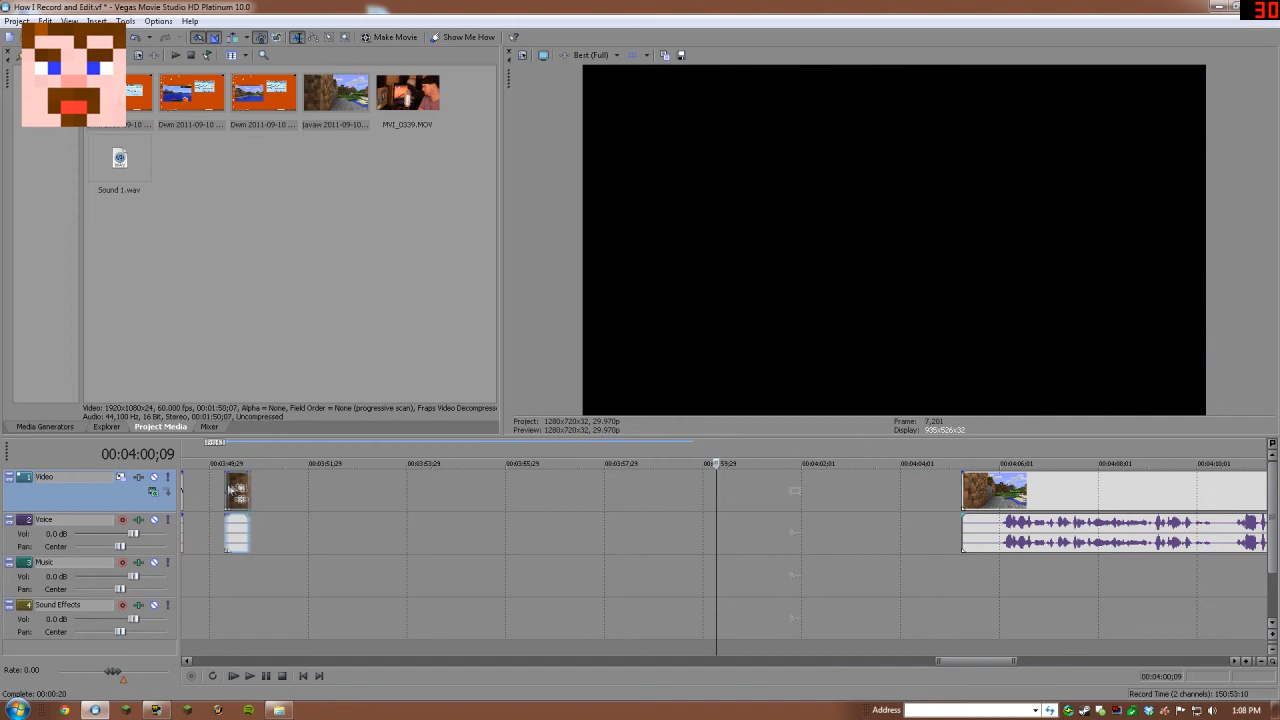 How I Record and Edit.vf * - Vegas Movie Studio HD Platinum 10.0
30
Project Edit View Insert Tools Options Help
Make Movie Show Me How
Best (Full)
Dwm 2011-09-10 ... Dwm 2011-09-10 ... javaw 2011-09-10... MVI_0339.MOV
Sound 1.wav
Video: 1920x1080x24, 60.000 fps, 00:01:50;07, Alpha = None, Field Order = None (progressive scan), Fraps Video Decompress
Audio: 44,100 Hz, 16 Bit, Stereo, 00:01:50;07, Uncompressed
Media Generators Explorer Project Media Mixer
Project: 1280x720x32, 29.970p Frame: 7,201
Preview: 1280x720x32, 29.970p Display: 935x526x32
00:04:00;09
00:03:49;29 00:03:51;29 00:03:53;29 00:03:55;29 00:03:57;29 :59;29 00:04:02;01 00:04:04;01 00:04:06;01 00:04:08;01 00:04:10;01
1 Video
2 Voice
Vol: 0.0 dB
Pan: Center
3 Music
Vol: 0.0 dB
Pan: Center
4 Sound Effects
Vol: 0.0 dB
Pan: Center
Rate: 0.00
00:04:00;09
Complete: 00:00:20 Record Time (2 channels): 150:53:10
Address 1:08 PM